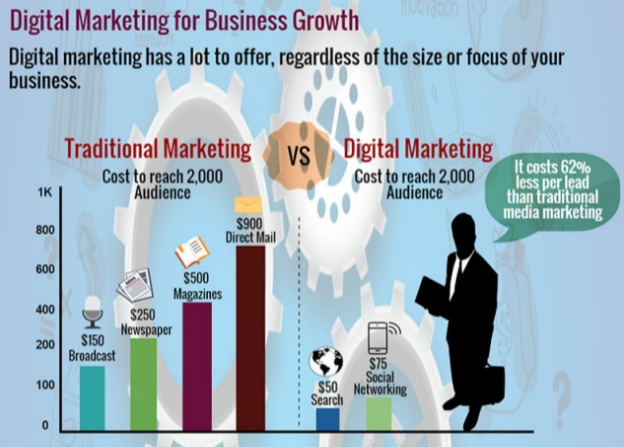 Digital Marketing for Business Growth
Digital marketing has a lot to offer, regardless of the size or focus of your
business.
Traditional Marketing
Cost to reach 2,000
Audience
VS
Digital Marketing
Cost to reach 2,000
Audience
It costs 62%
less per lead
than traditional
media marketing
1K
800
600
400
200
100
0
$150
Broadcast
$250
Newspaper
$500
Magazines
$900
Direct Mail
$50
Search
$75
Social
Networking